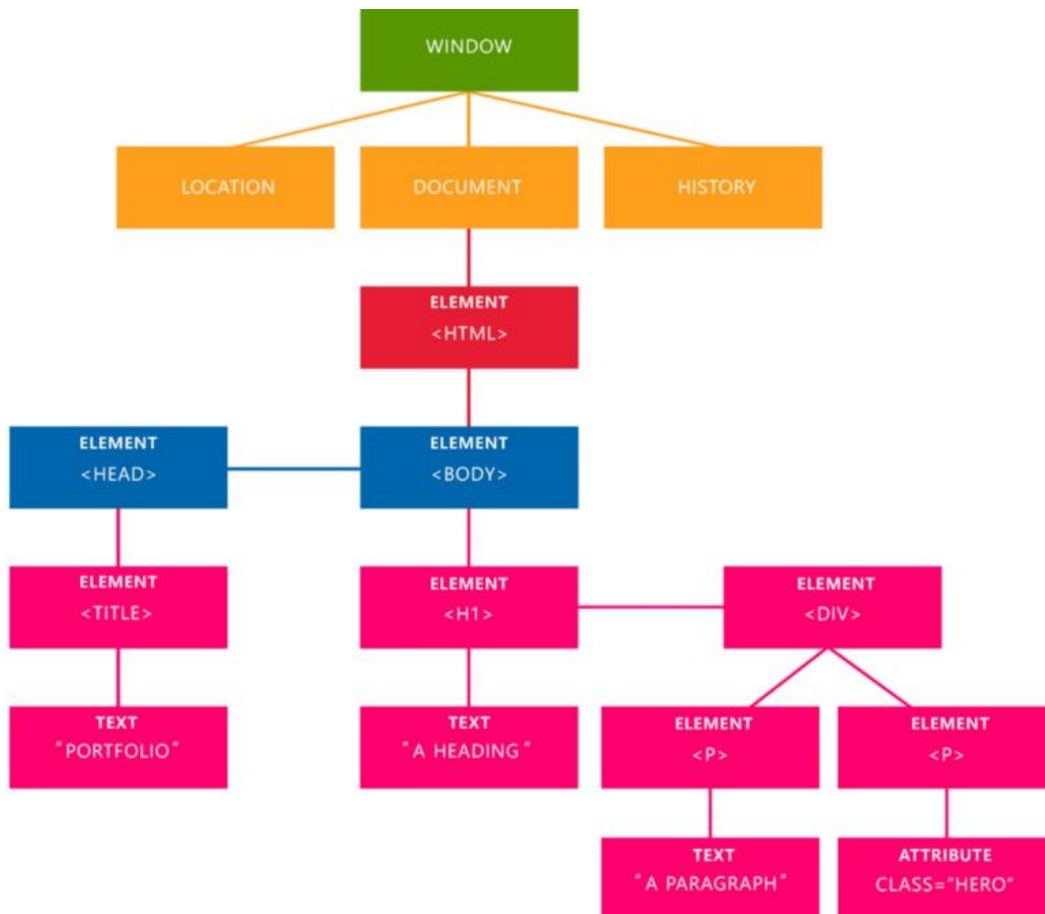 WINDOW
LOCATION
DOCUMENT
HISTORY
ELEMENT
<HTML>
ELEMENT
<HEAD>
ELEMENT
<BODY>
ELEMENT
<TITLE>
ELEMENT
<H1>
ELEMENT
<DIV>
TEXT
"PORTFOLIO"
TEXT
"A HEADING"
ELEMENT
<P>
ELEMENT
<P>
TEXT
"A PARAGRAPH"
ATTRIBUTE
CLASS="HERO"